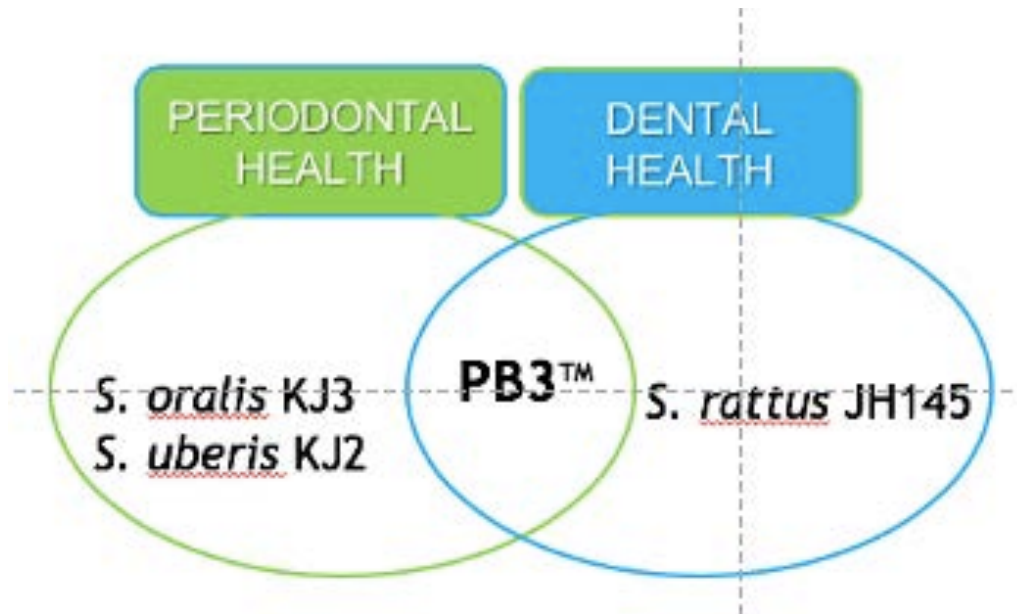 PERIODONTAL
HEALTH
DENTAL
HEALTH
S. oralis KJ3
S. uberis KJ2
PB3™
S. rattus JH145